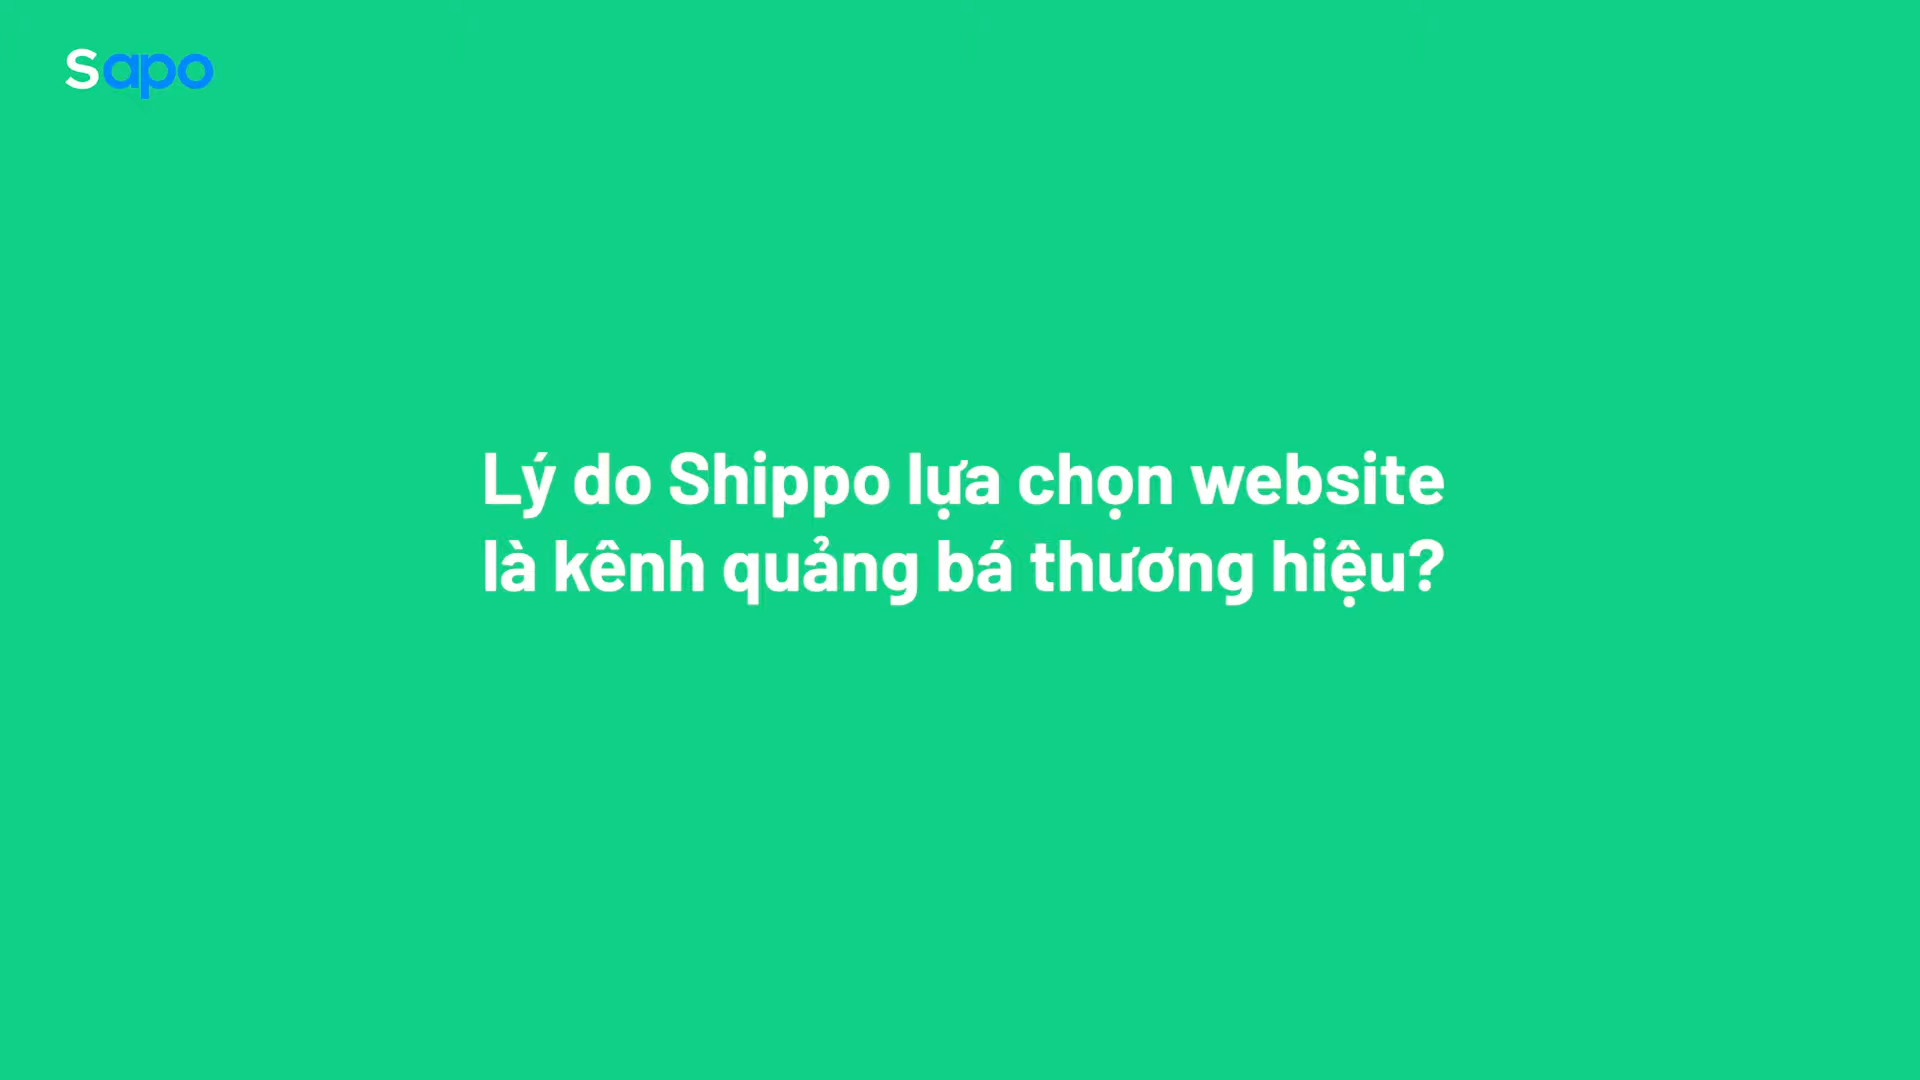 Sapo
Lý do Shippo lựa chọn website
là kênh quảng bá thương hiệu?